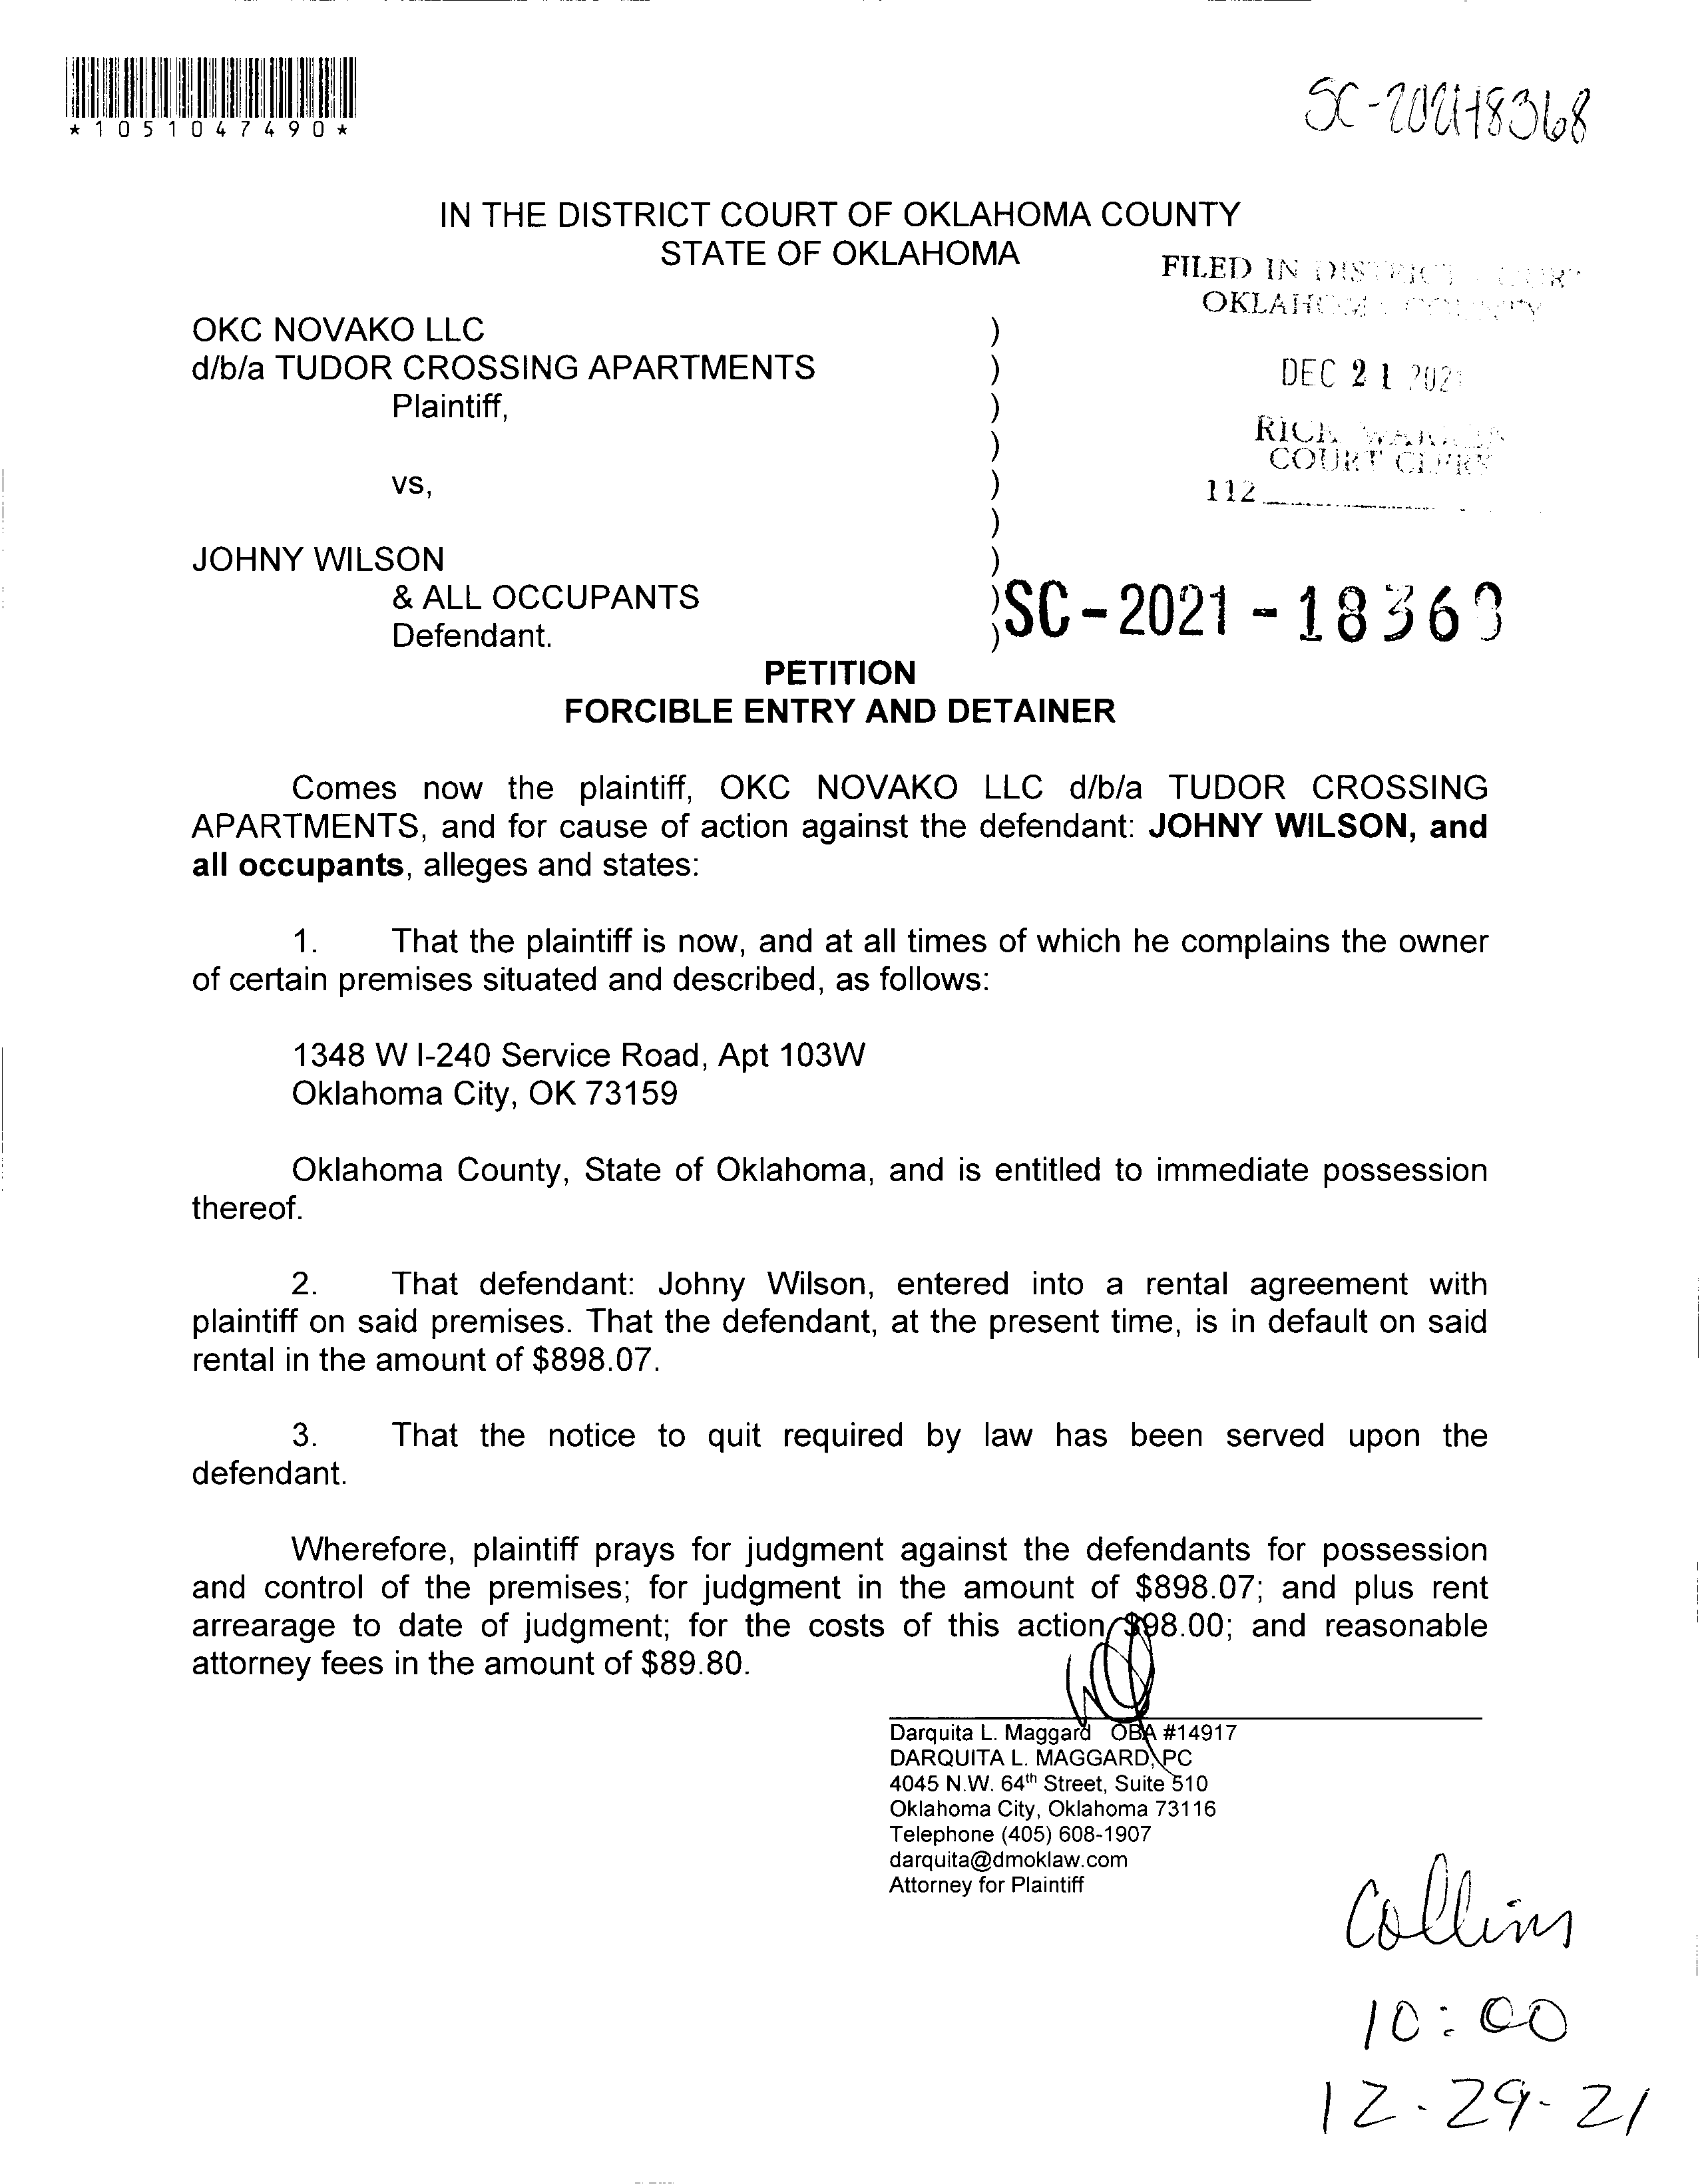 *1051047490*
SC-2021-18368
IN THE DISTRICT COURT OF OKLAHOMA COUNTY
STATE OF OKLAHOMA
FILED IN DISTRICT COURT
OKLAHOMA COUNTY
OKC NOVAKO LLC )
d/b/a TUDOR CROSSING APARTMENTS )
DEC 21 2021
Plaintiff, )
)
RICK WARREN
COURT CLERK
vs, )
112
)
JOHNY WILSON )
& ALL OCCUPANTS )
SC-2021-18368
Defendant. )
PETITION
FORCIBLE ENTRY AND DETAINER
Comes now the plaintiff, OKC NOVAKO LLC d/b/a TUDOR CROSSING
APARTMENTS, and for cause of action against the defendant: JOHNY WILSON, and
all occupants, alleges and states:
1. That the plaintiff is now, and at all times of which he complains the owner
of certain premises situated and described, as follows:
1348 W I-240 Service Road, Apt 103W
Oklahoma City, OK 73159
Oklahoma County, State of Oklahoma, and is entitled to immediate possession
thereof.
2. That defendant: Johny Wilson, entered into a rental agreement with
plaintiff on said premises. That the defendant, at the present time, is in default on said
rental in the amount of $898.07.
3. That the notice to quit required by law has been served upon the
defendant.
Wherefore, plaintiff prays for judgment against the defendants for possession
and control of the premises; for judgment in the amount of $898.07; and plus rent
arrearage to date of judgment; for the costs of this action $98.00; and reasonable
attorney fees in the amount of $89.80.
Darquita L. Maggard OBA #14917
DARQUITA L. MAGGARD, PC
4045 N.W. 64th Street, Suite 510
Oklahoma City, Oklahoma 73116
Telephone (405) 608-1907
darquita@dmoklaw.com
Attorney for Plaintiff
Collins
10:00
12-29-21